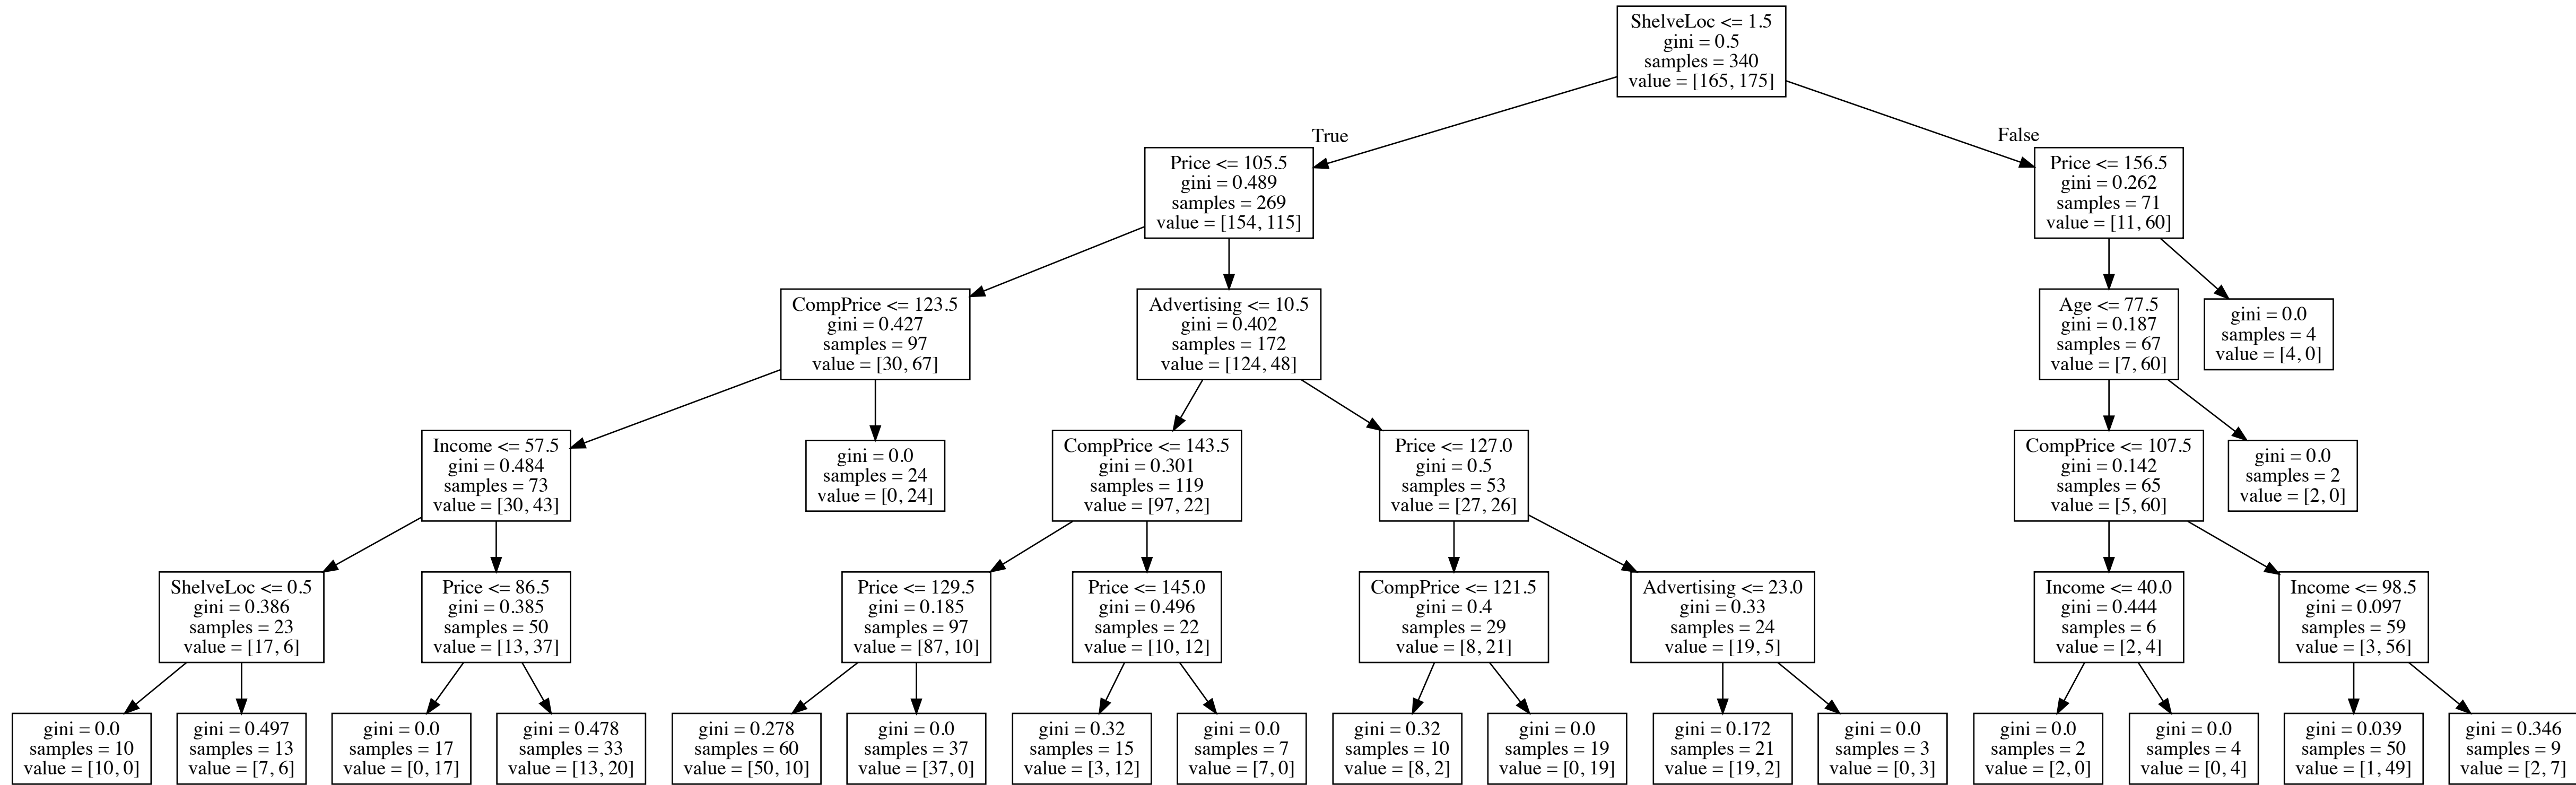 ShelveLoc <= 1.5
gini = 0.5
samples = 340
value = [165, 175]
True
False
Price <= 105.5
gini = 0.489
samples = 269
value = [154, 115]
Price <= 156.5
gini = 0.262
samples = 71
value = [11, 60]
CompPrice <= 123.5
gini = 0.427
samples = 97
value = [30, 67]
Advertising <= 10.5
gini = 0.402
samples = 172
value = [124, 48]
Age <= 77.5
gini = 0.187
samples = 67
value = [7, 60]
gini = 0.0
samples = 4
value = [4, 0]
Income <= 57.5
gini = 0.484
samples = 73
value = [30, 43]
gini = 0.0
samples = 24
value = [0, 24]
CompPrice <= 143.5
gini = 0.301
samples = 119
value = [97, 22]
Price <= 127.0
gini = 0.5
samples = 53
value = [27, 26]
CompPrice <= 107.5
gini = 0.142
samples = 65
value = [5, 60]
gini = 0.0
samples = 2
value = [2, 0]
ShelveLoc <= 0.5
gini = 0.386
samples = 23
value = [17, 6]
Price <= 86.5
gini = 0.385
samples = 50
value = [13, 37]
Price <= 129.5
gini = 0.185
samples = 97
value = [87, 10]
Price <= 145.0
gini = 0.496
samples = 22
value = [10, 12]
CompPrice <= 121.5
gini = 0.4
samples = 29
value = [8, 21]
Advertising <= 23.0
gini = 0.33
samples = 24
value = [19, 5]
Income <= 40.0
gini = 0.444
samples = 6
value = [2, 4]
Income <= 98.5
gini = 0.097
samples = 59
value = [3, 56]
gini = 0.0
samples = 10
value = [10, 0]
gini = 0.497
samples = 13
value = [7, 6]
gini = 0.0
samples = 17
value = [0, 17]
gini = 0.478
samples = 33
value = [13, 20]
gini = 0.278
samples = 60
value = [50, 10]
gini = 0.0
samples = 37
value = [37, 0]
gini = 0.32
samples = 15
value = [3, 12]
gini = 0.0
samples = 7
value = [7, 0]
gini = 0.32
samples = 10
value = [8, 2]
gini = 0.0
samples = 19
value = [0, 19]
gini = 0.172
samples = 21
value = [19, 2]
gini = 0.0
samples = 3
value = [0, 3]
gini = 0.0
samples = 2
value = [2, 0]
gini = 0.0
samples = 4
value = [0, 4]
gini = 0.039
samples = 50
value = [1, 49]
gini = 0.346
samples = 9
value = [2, 7]